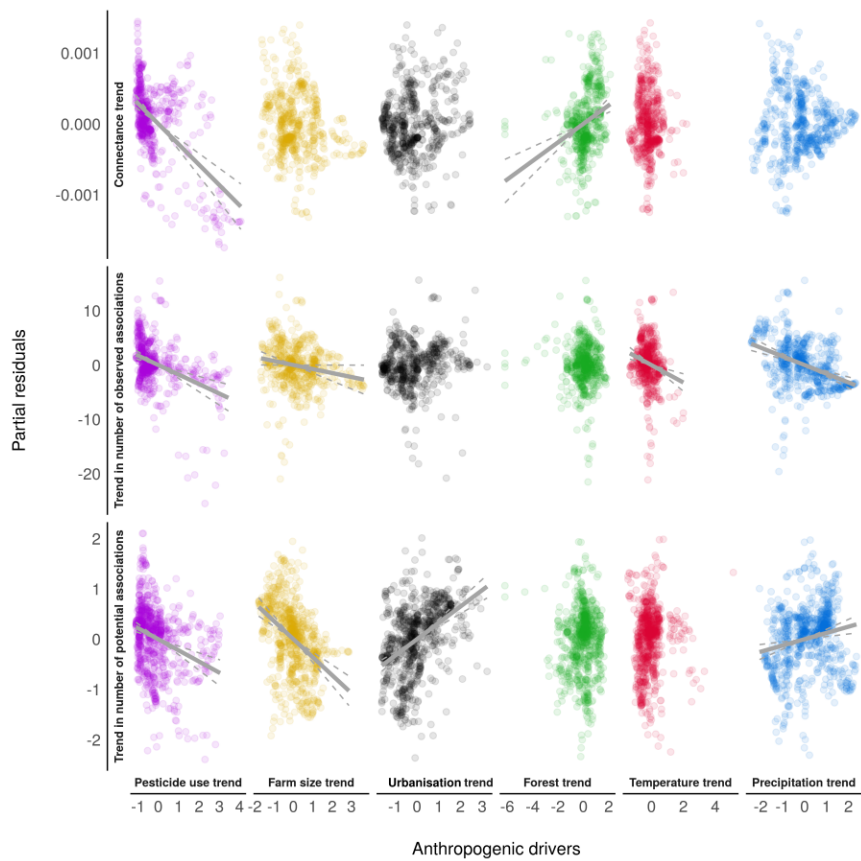 0.001
0.000
-0.001
Connectance trend
10
0
-10
-20
Trend in number of observed associations
2
1
0
-1
-2
Trend in number of potential associations
Partial residuals
Pesticide use trend Farm size trend Urbanisation trend Forest trend Temperature trend Precipitation trend
-1 0 1 2 3 4 -2 0 1 2 3 -1 0 1 2 3 -6 -4 -2 0 2 0 2 4 -2 -1 0 1 2
Anthropogenic drivers